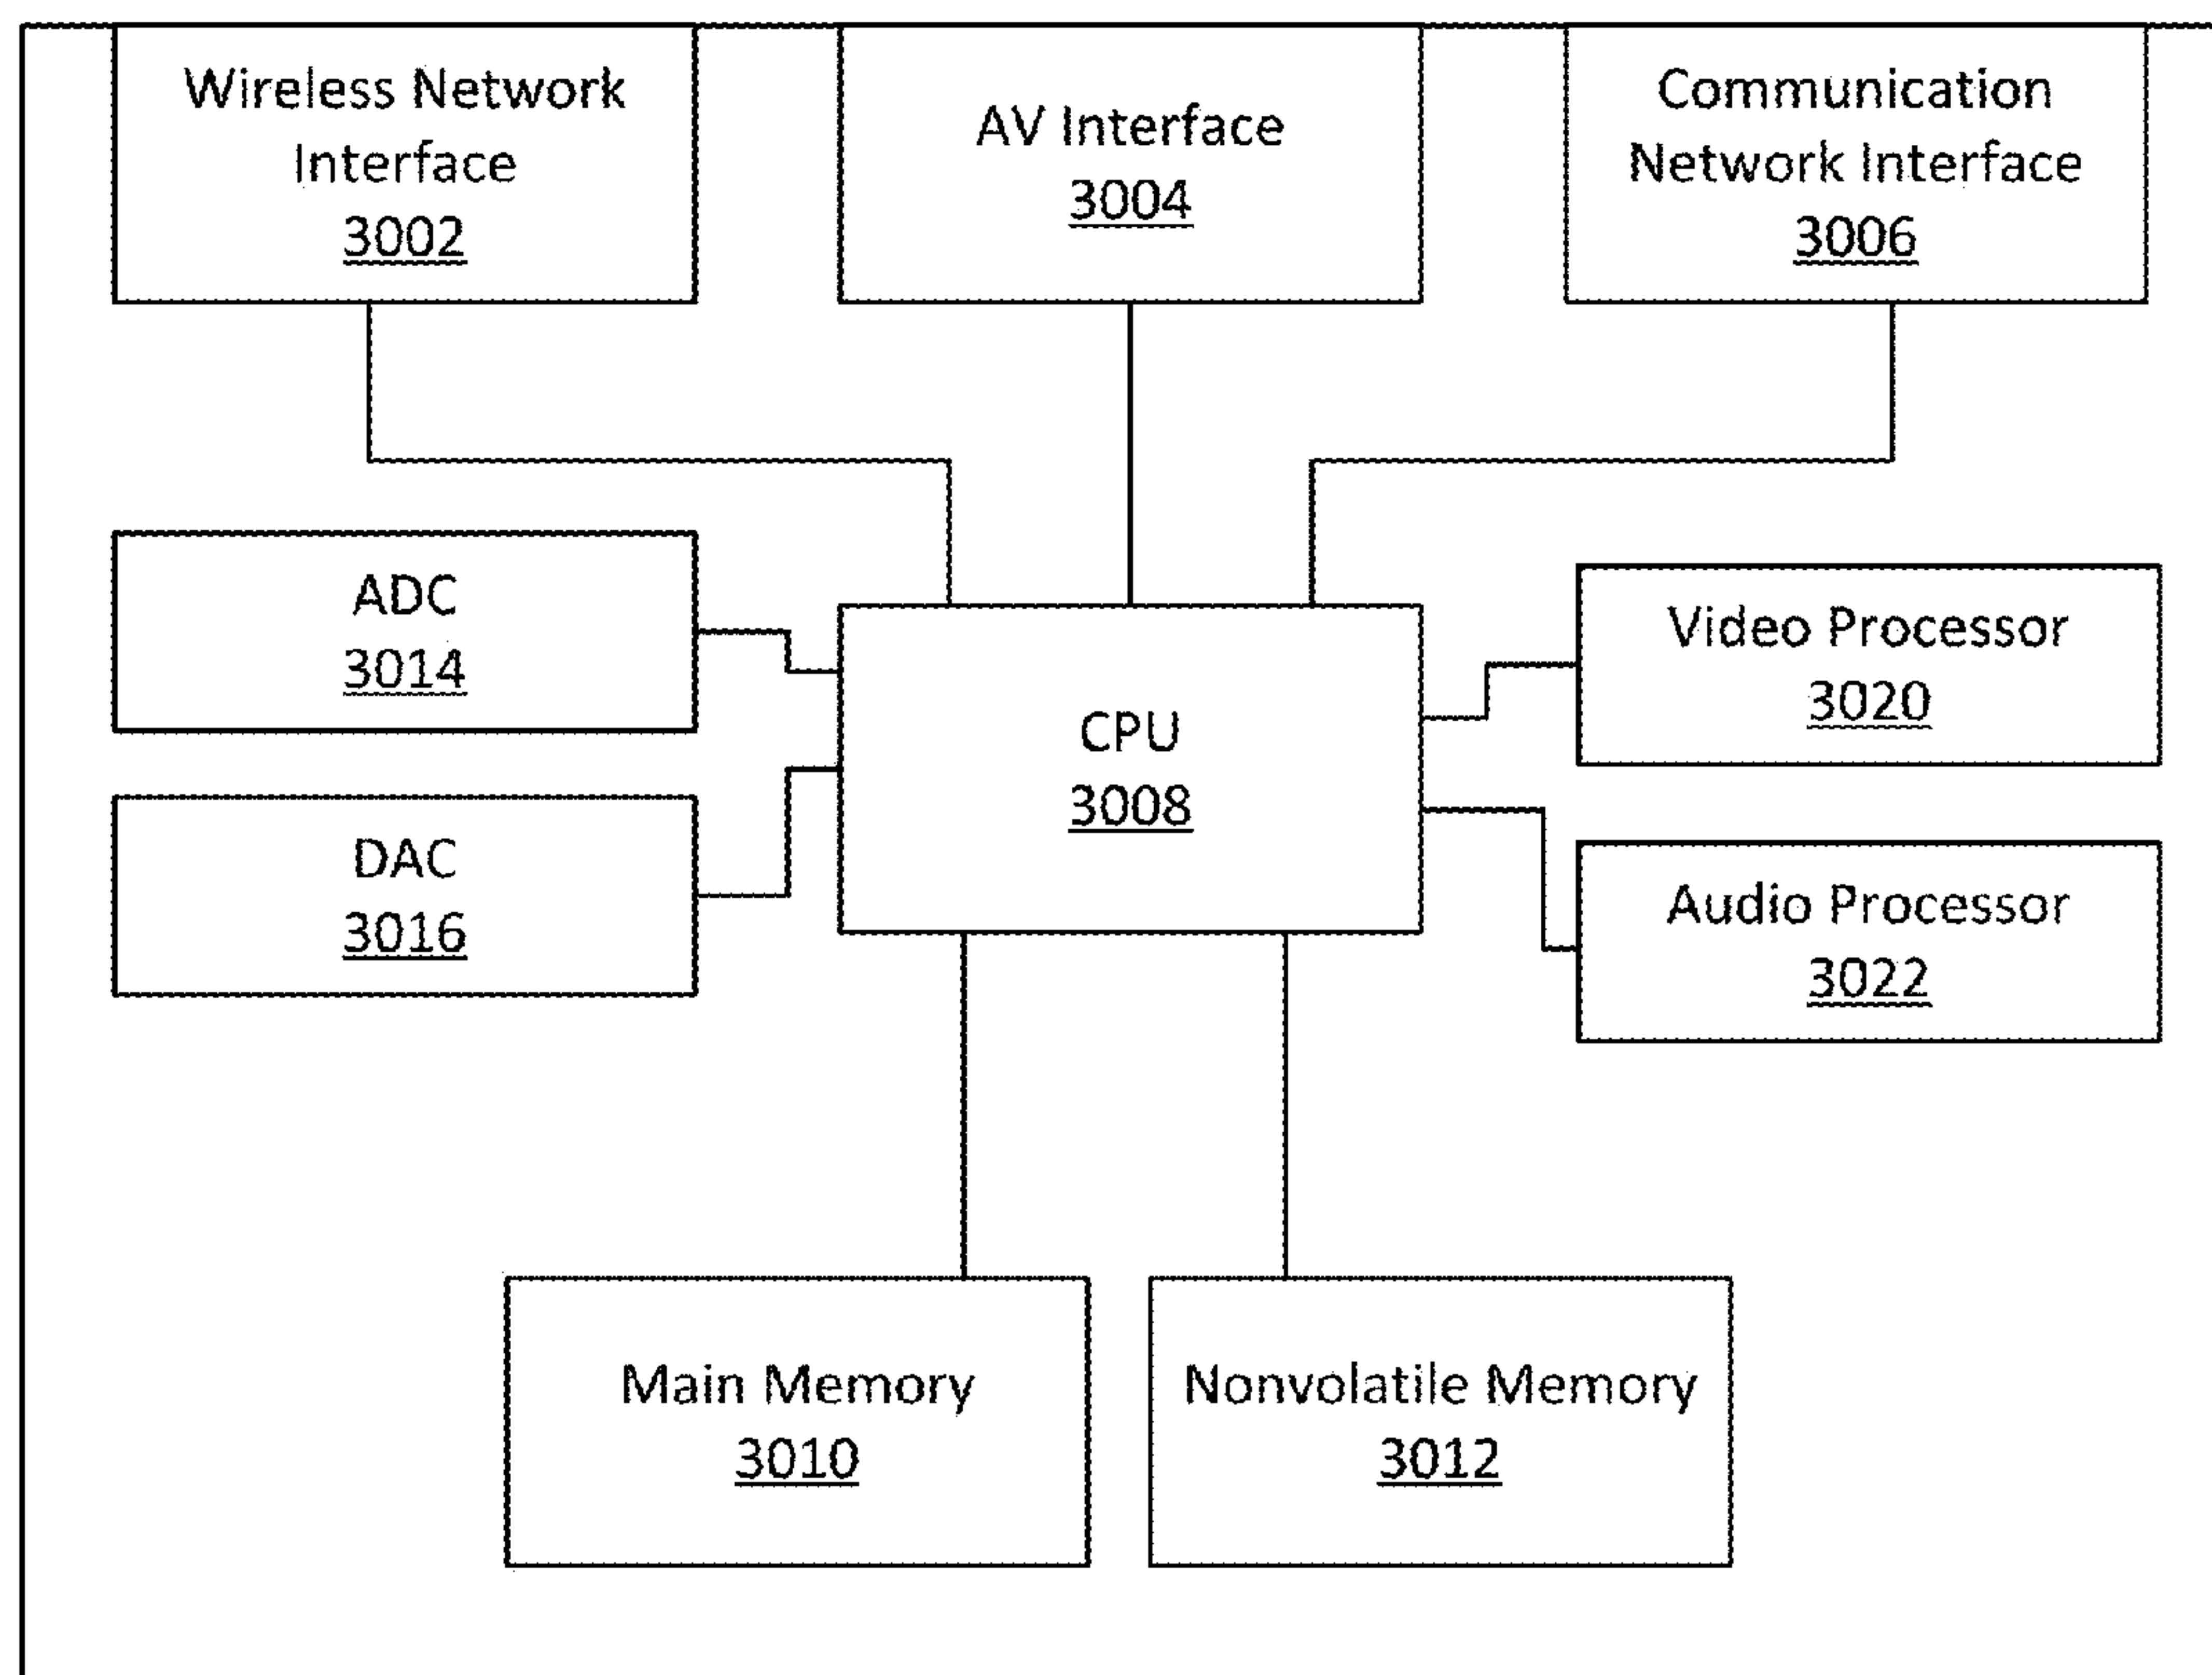 Wireless Network
Interface
3002
AV Interface
3004
Communication
Network Interface
3006
ADC
3014
DAC
3016
CPU
3008
Video Processor
3020
Audio Processor
3022
Main Memory
3010
Nonvolatile Memory
3012